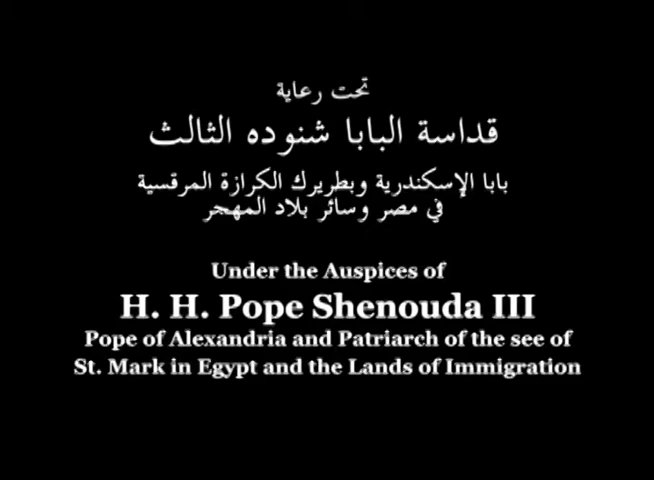 تحت رعاية
قداسة البابا شنوده الثالث
بابا الإسكندرية وبطريرك الكرازة المرقسية
في مصر وسائر بلاد المهجر
Under the Auspices of
H. H. Pope Shenouda III
Pope of Alexandria and Patriarch of the see of
St. Mark in Egypt and the Lands of Immigration